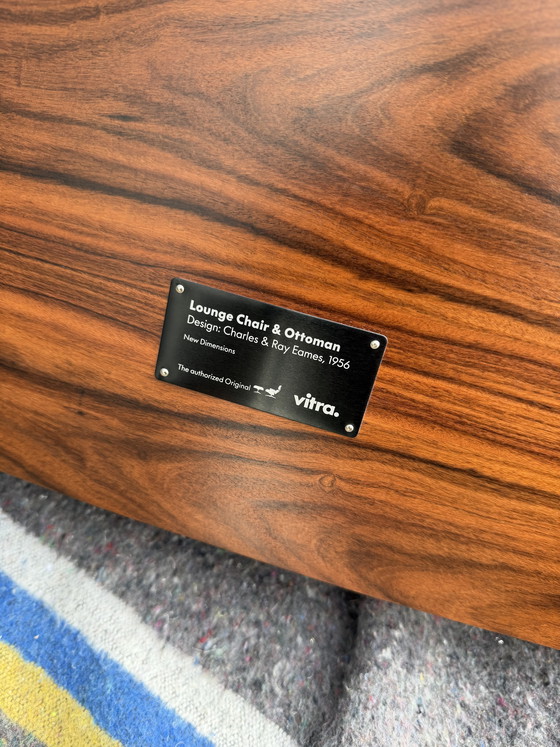 Lounge Chair & Ottoman
Design: Charles & Ray Eames, 1956
New Dimensions
The authorized Original
vitra.